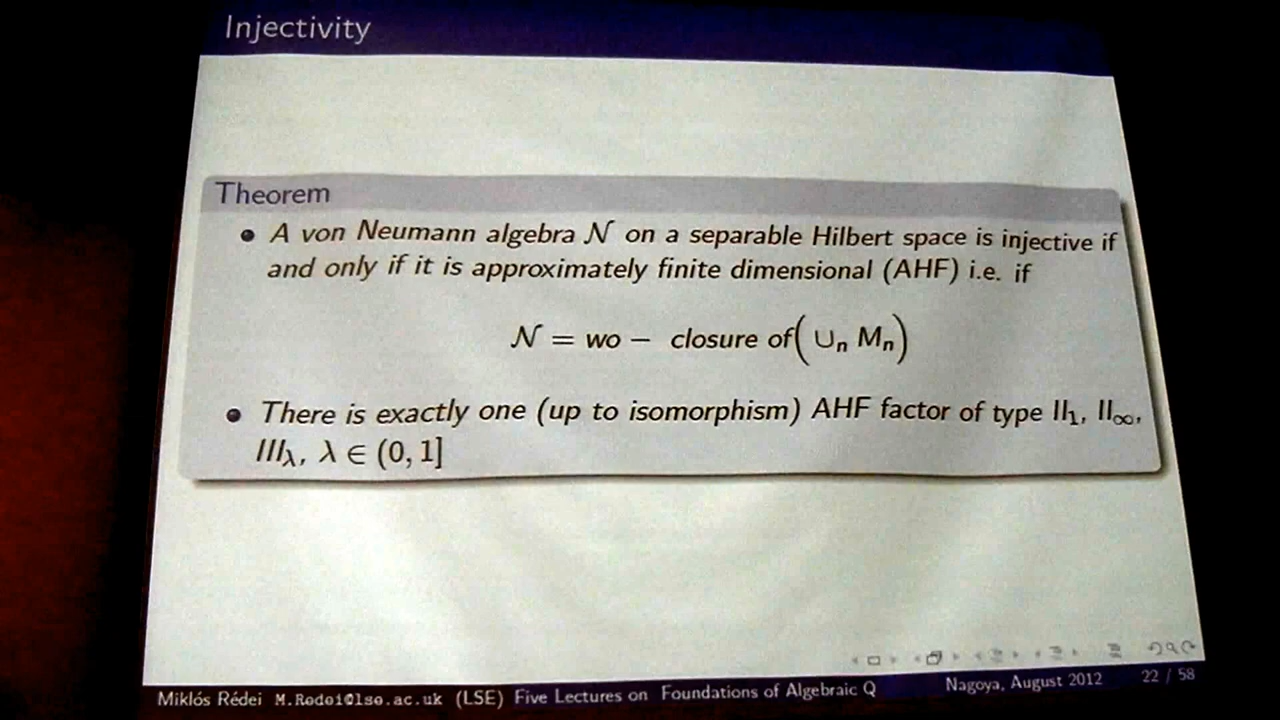 Injectivity
Theorem
• A von Neumann algebra 𝒩 on a separable Hilbert space is injective if
and only if it is approximately finite dimensional (AHF) i.e. if
𝒩 = wo − closure of(∪ₙ Mₙ)
• There is exactly one (up to isomorphism) AHF factor of type II₁, II∞,
III_λ, λ ∈ (0, 1]
Miklós Rédei M.Redei@lse.ac.uk (LSE) Five Lectures on Foundations of Algebraic Q Nagoya, August 2012 22 / 58